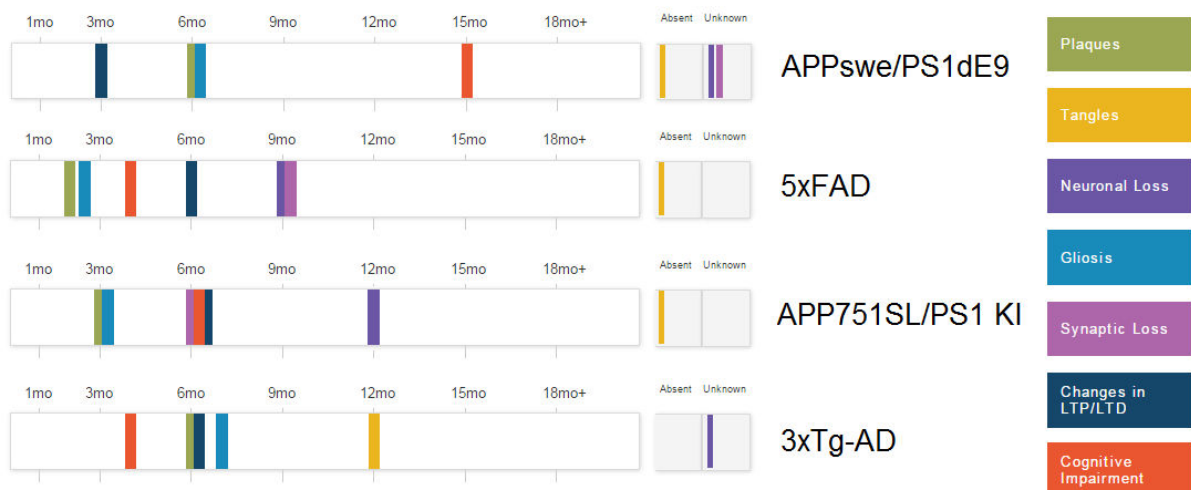 1mo 3mo 6mo 9mo 12mo 15mo 18mo+ Absent Unknown
APPswe/PS1dE9
Plaques
1mo 3mo 6mo 9mo 12mo 15mo 18mo+ Absent Unknown
5xFAD
Tangles
Neuronal Loss
1mo 3mo 6mo 9mo 12mo 15mo 18mo+ Absent Unknown
APP751SL/PS1 KI
Gliosis
Synaptic Loss
1mo 3mo 6mo 9mo 12mo 15mo 18mo+ Absent Unknown
3xTg-AD
Changes in
LTP/LTD
Cognitive
Impairment